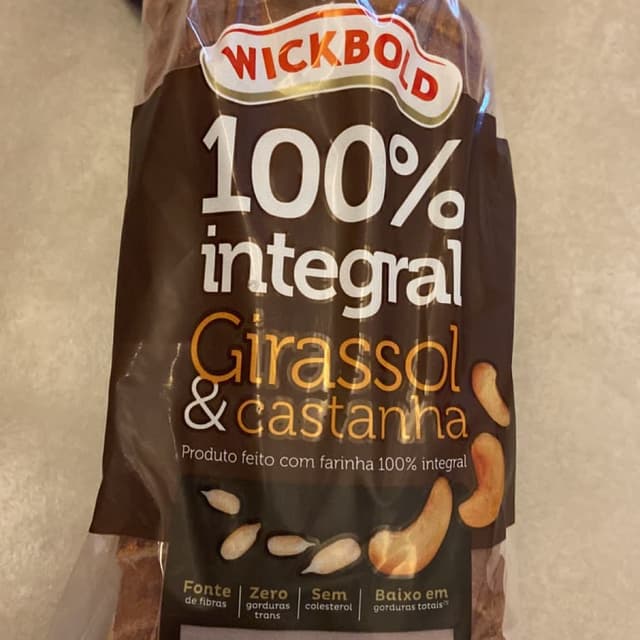 WICKBOLD
100%
integral
Girassol
& castanha
Produto feito com farinha 100% integral
Fonte
de fibras
Zero
gorduras
trans
Sem
colesterol
Baixo em
gorduras totais